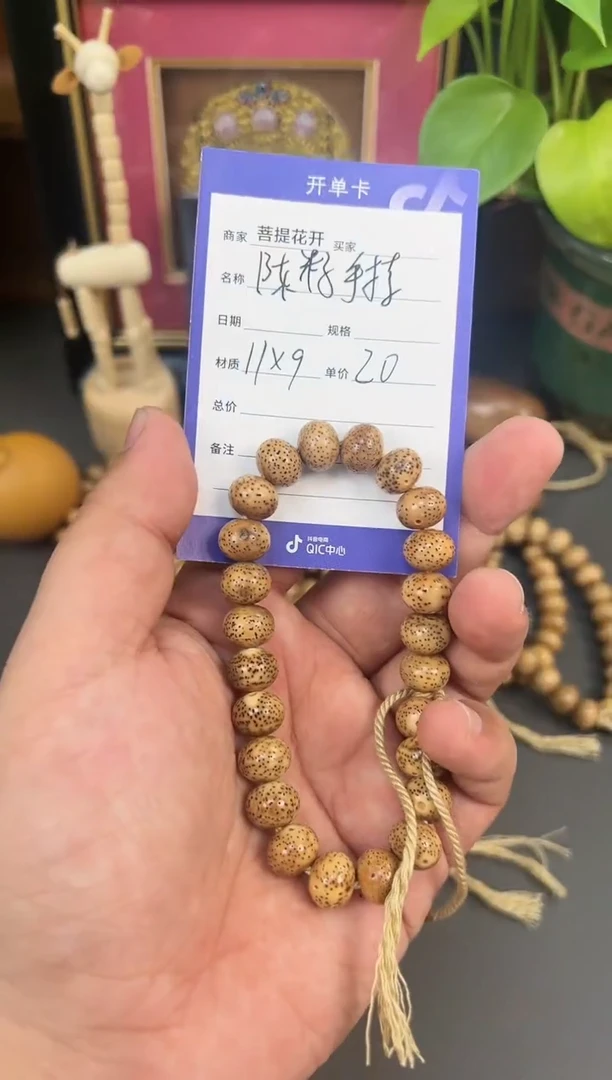 开单卡
商家 菩提花开 买家
名称 陈籽手持
日期 规格
材质 11x9 单价 20
总价
备注
抖音电商
QIC中心